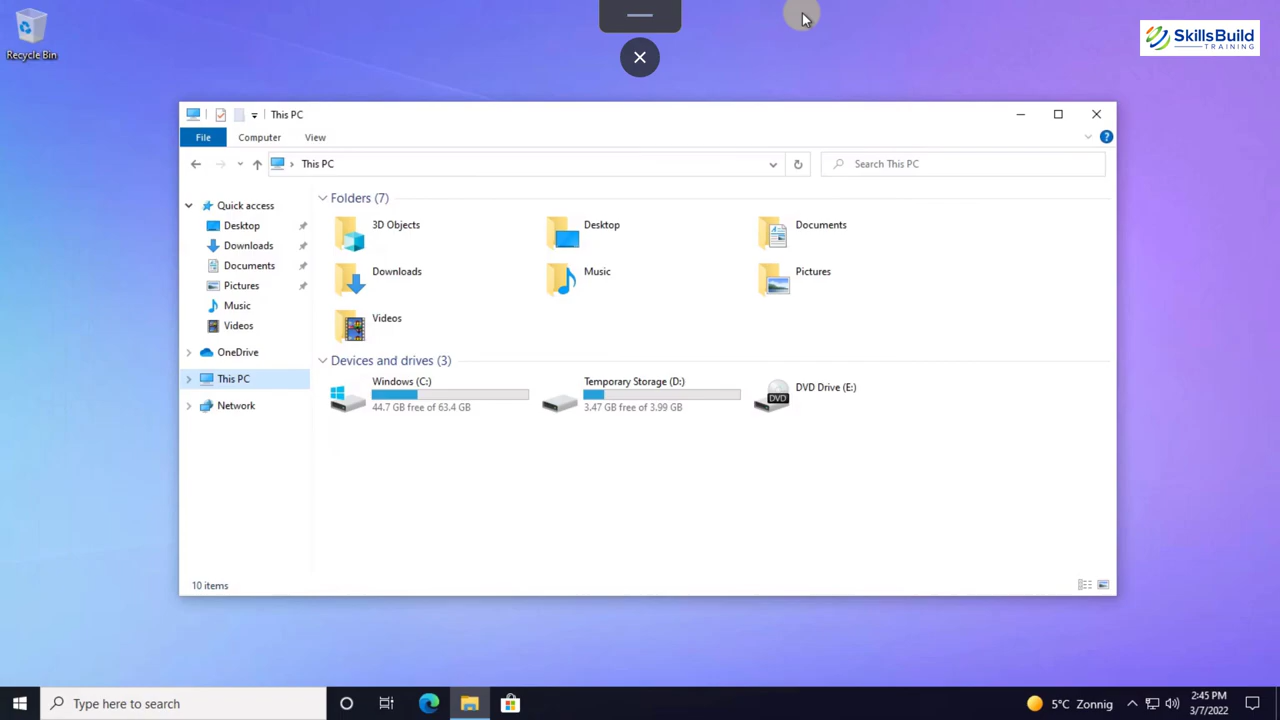 Recycle Bin
SkillsBuild
TRAINING
This PC
File Computer View
This PC
Search This PC
Quick access
Desktop
Downloads
Documents
Pictures
Music
Videos
OneDrive
This PC
Network
Folders (7)
3D Objects
Desktop
Documents
Downloads
Music
Pictures
Videos
Devices and drives (3)
Windows (C:)
44.7 GB free of 63.4 GB
Temporary Storage (D:)
3.47 GB free of 3.99 GB
DVD
DVD Drive (E:)
10 items
Type here to search
5°C Zonnig
2:45 PM
3/7/2022